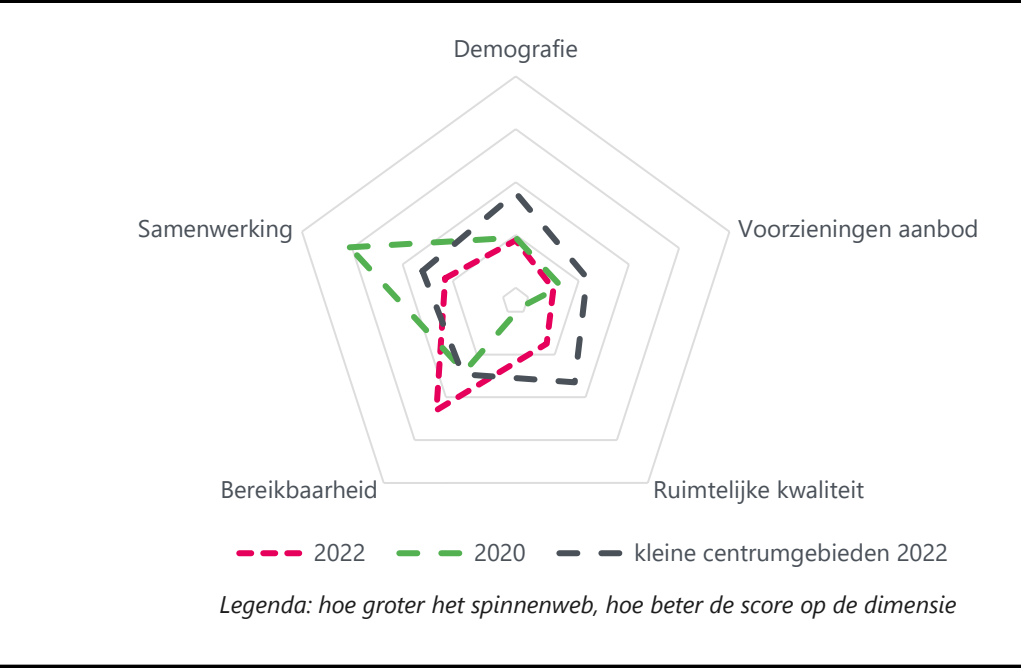 Demografie
Samenwerking
Voorzieningen aanbod
Bereikbaarheid
Ruimtelijke kwaliteit
2022
2020
kleine centrumgebieden 2022
Legenda: hoe groter het spinnenweb, hoe beter de score op de dimensie